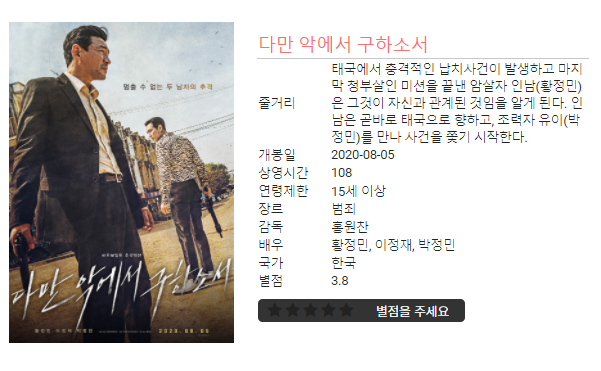 다만 악에서 구하소서
줄거리
태국에서 충격적인 납치사건이 발생하고 마지
막 청부살인 미션을 끝낸 암살자 인남(황정민)
은 그것이 자신과 관계된 것임을 알게 된다. 인
남은 곧바로 태국으로 향하고, 조력자 유이(박
정민)를 만나 사건을 쫓기 시작한다.
개봉일 2020-08-05
상영시간 108
연령제한 15세 이상
장르 범죄
감독 홍원찬
배우 황정민, 이정재, 박정민
국가 한국
별점 3.8
별점을 주세요
멈출 수 없는 두 남자의 추격
다만 악에서 구하소서
2020. 08. 05